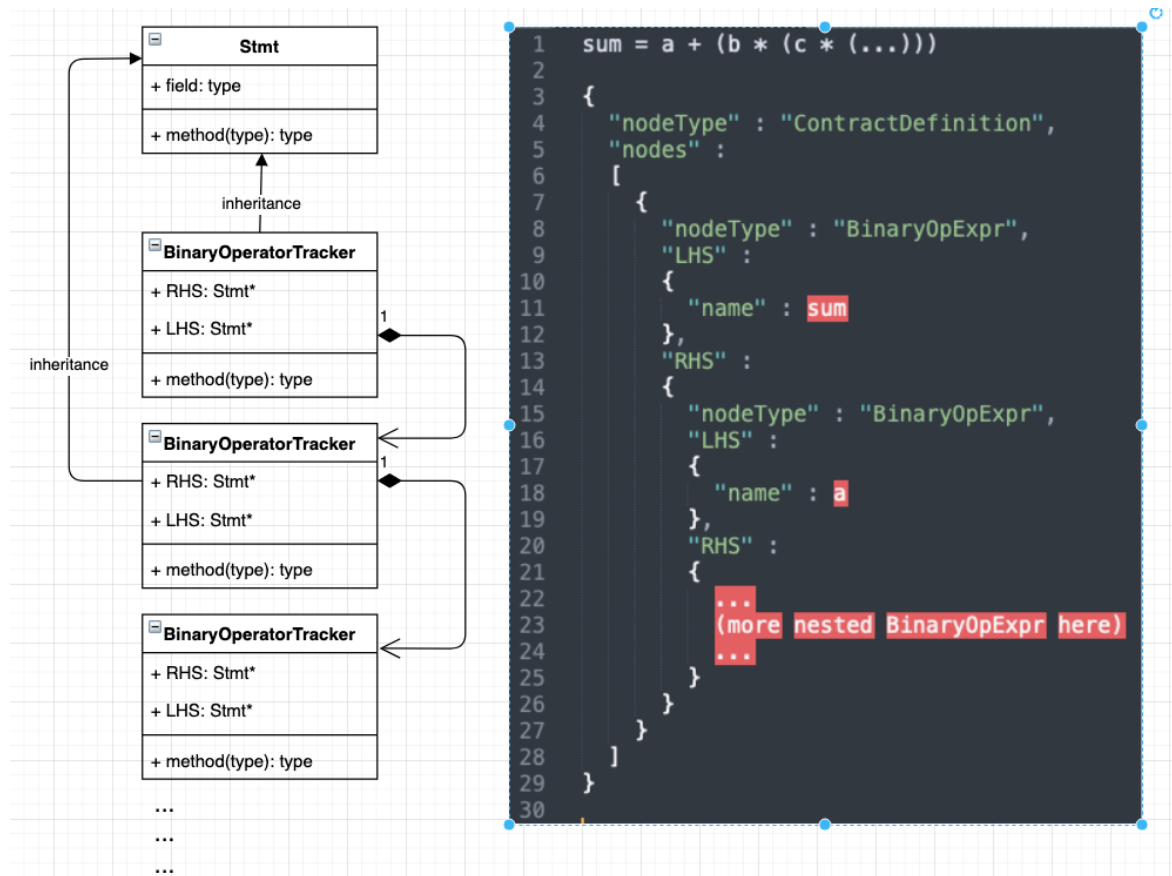 Stmt
+ field: type
+ method(type): type
inheritance
BinaryOperatorTracker
+ RHS: Stmt*
+ LHS: Stmt*
+ method(type): type
1
inheritance
BinaryOperatorTracker
+ RHS: Stmt*
+ LHS: Stmt*
+ method(type): type
1
BinaryOperatorTracker
+ RHS: Stmt*
+ LHS: Stmt*
+ method(type): type
...
...
...
1 sum = a + (b * (c * (...)))
2
3 {
4 "nodeType" : "ContractDefinition",
5 "nodes" :
6 [
7 {
8 "nodeType" : "BinaryOpExpr",
9 "LHS" :
10 {
11 "name" : sum
12 },
13 "RHS" :
14 {
15 "nodeType" : "BinaryOpExpr",
16 "LHS" :
17 {
18 "name" : a
19 },
20 "RHS" :
21 {
22 ...
23 (more nested BinaryOpExpr here)
24 ...
25 }
26 }
27 }
28 ]
29 }
30